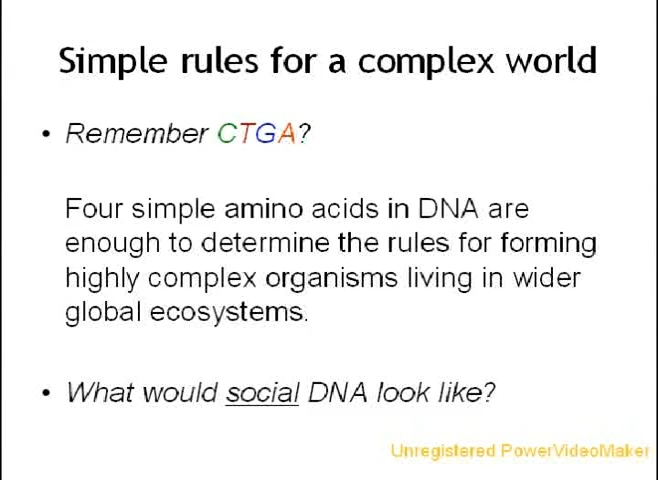 Simple rules for a complex world
• Remember CTGA?
Four simple amino acids in DNA are
enough to determine the rules for forming
highly complex organisms living in wider
global ecosystems.
• What would social DNA look like?
Unregistered PowerVideoMaker